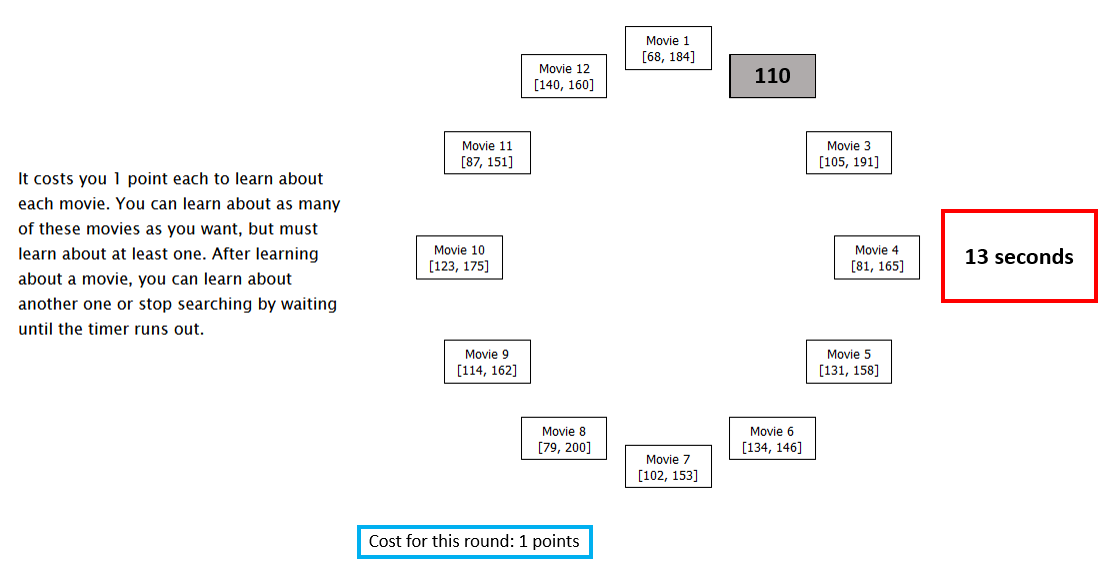 It costs you 1 point each to learn about
each movie. You can learn about as many
of these movies as you want, but must
learn about at least one. After learning
about a movie, you can learn about
another one or stop searching by waiting
until the timer runs out.
Movie 1
[68, 184]
110
Movie 3
[105, 191]
Movie 4
[81, 165]
Movie 5
[131, 158]
Movie 6
[134, 146]
Movie 7
[102, 153]
Movie 8
[79, 200]
Movie 9
[114, 162]
Movie 10
[123, 175]
Movie 11
[87, 151]
Movie 12
[140, 160]
13 seconds
Cost for this round: 1 points